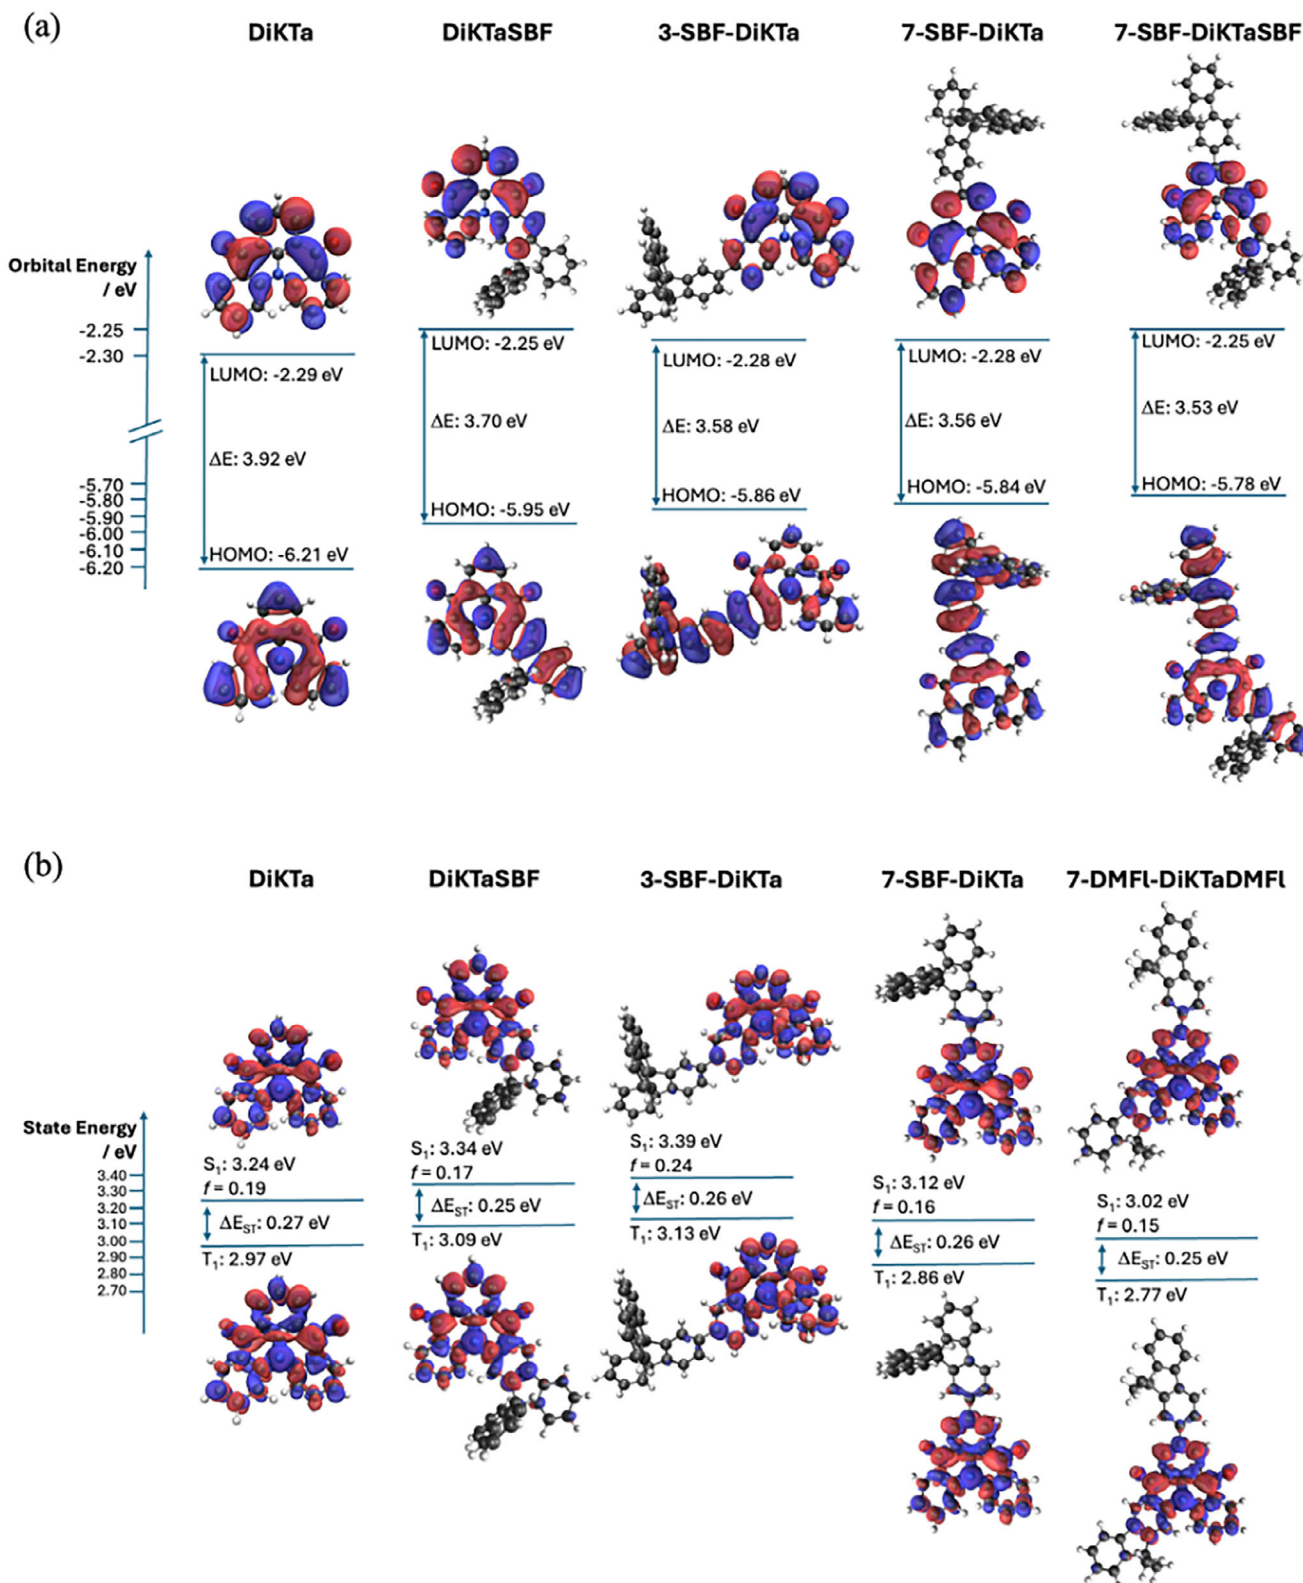 (a)
DiKTa
DiKTaSBF
3-SBF-DiKTa
7-SBF-DiKTa
7-SBF-DiKTaSBF
Orbital Energy
/ eV
-2.25
-2.30
-5.70
-5.80
-5.90
-6.00
-6.10
-6.20
LUMO: -2.29 eV
ΔE: 3.92 eV
HOMO: -6.21 eV
LUMO: -2.25 eV
ΔE: 3.70 eV
HOMO: -5.95 eV
LUMO: -2.28 eV
ΔE: 3.58 eV
HOMO: -5.86 eV
LUMO: -2.28 eV
ΔE: 3.56 eV
HOMO: -5.84 eV
LUMO: -2.25 eV
ΔE: 3.53 eV
HOMO: -5.78 eV
(b)
DiKTa
DiKTaSBF
3-SBF-DiKTa
7-SBF-DiKTa
7-DMFl-DiKTaDMFl
State Energy
/ eV
3.40
3.30
3.20
3.10
3.00
2.90
2.80
2.70
S₁: 3.24 eV
f = 0.19
ΔE_ST: 0.27 eV
T₁: 2.97 eV
S₁: 3.34 eV
f = 0.17
ΔE_ST: 0.25 eV
T₁: 3.09 eV
S₁: 3.39 eV
f = 0.24
ΔE_ST: 0.26 eV
T₁: 3.13 eV
S₁: 3.12 eV
f = 0.16
ΔE_ST: 0.26 eV
T₁: 2.86 eV
S₁: 3.02 eV
f = 0.15
ΔE_ST: 0.25 eV
T₁: 2.77 eV